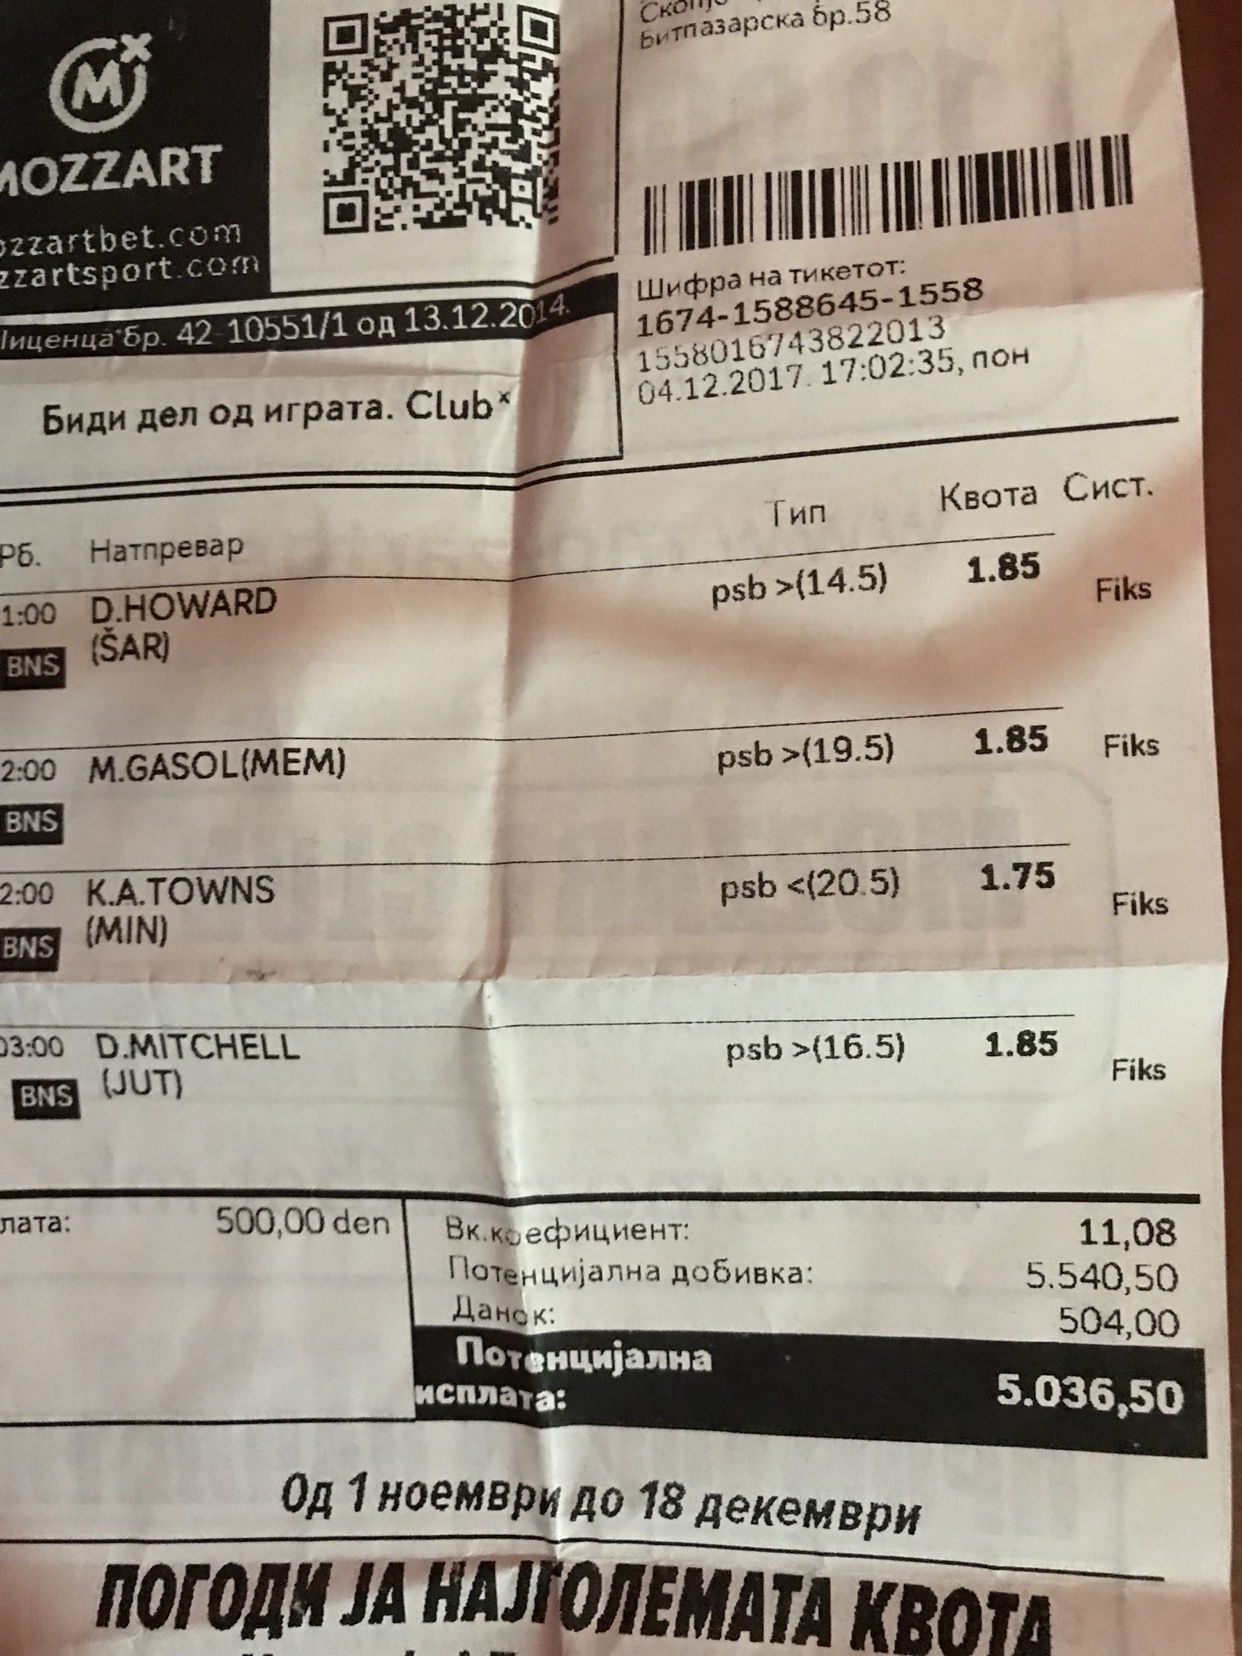 Битпазарска бр.58
MOZZART
ozzartbet.com
zzartsport.com
Лиценца бр. 42-10551/1 од 13.12.2014.
Шифра на тикетот:
1674-1588645-1558
1558016743822013
04.12.2017. 17:02:35, пон
Биди дел од играта. Clubˣ
Рб. Натпревар Тип Квота Сист.
1:00 D.HOWARD psb >(14.5) 1.85 Fiks
BNS (ŠAR)
2:00 M.GASOL(MEM) psb >(19.5) 1.85 Fiks
BNS
2:00 K.A.TOWNS psb <(20.5) 1.75 Fiks
BNS (MIN)
03:00 D.MITCHELL psb >(16.5) 1.85 Fiks
BNS (JUT)
лата: 500,00 den
Вк.коефициент: 11,08
Потенцијална добивка: 5.540,50
Данок: 504,00
Потенцијална
исплата: 5.036,50
Од 1 ноември до 18 декември
ПОГОДИ ЈА НАЈГОЛЕМАТА КВОТА